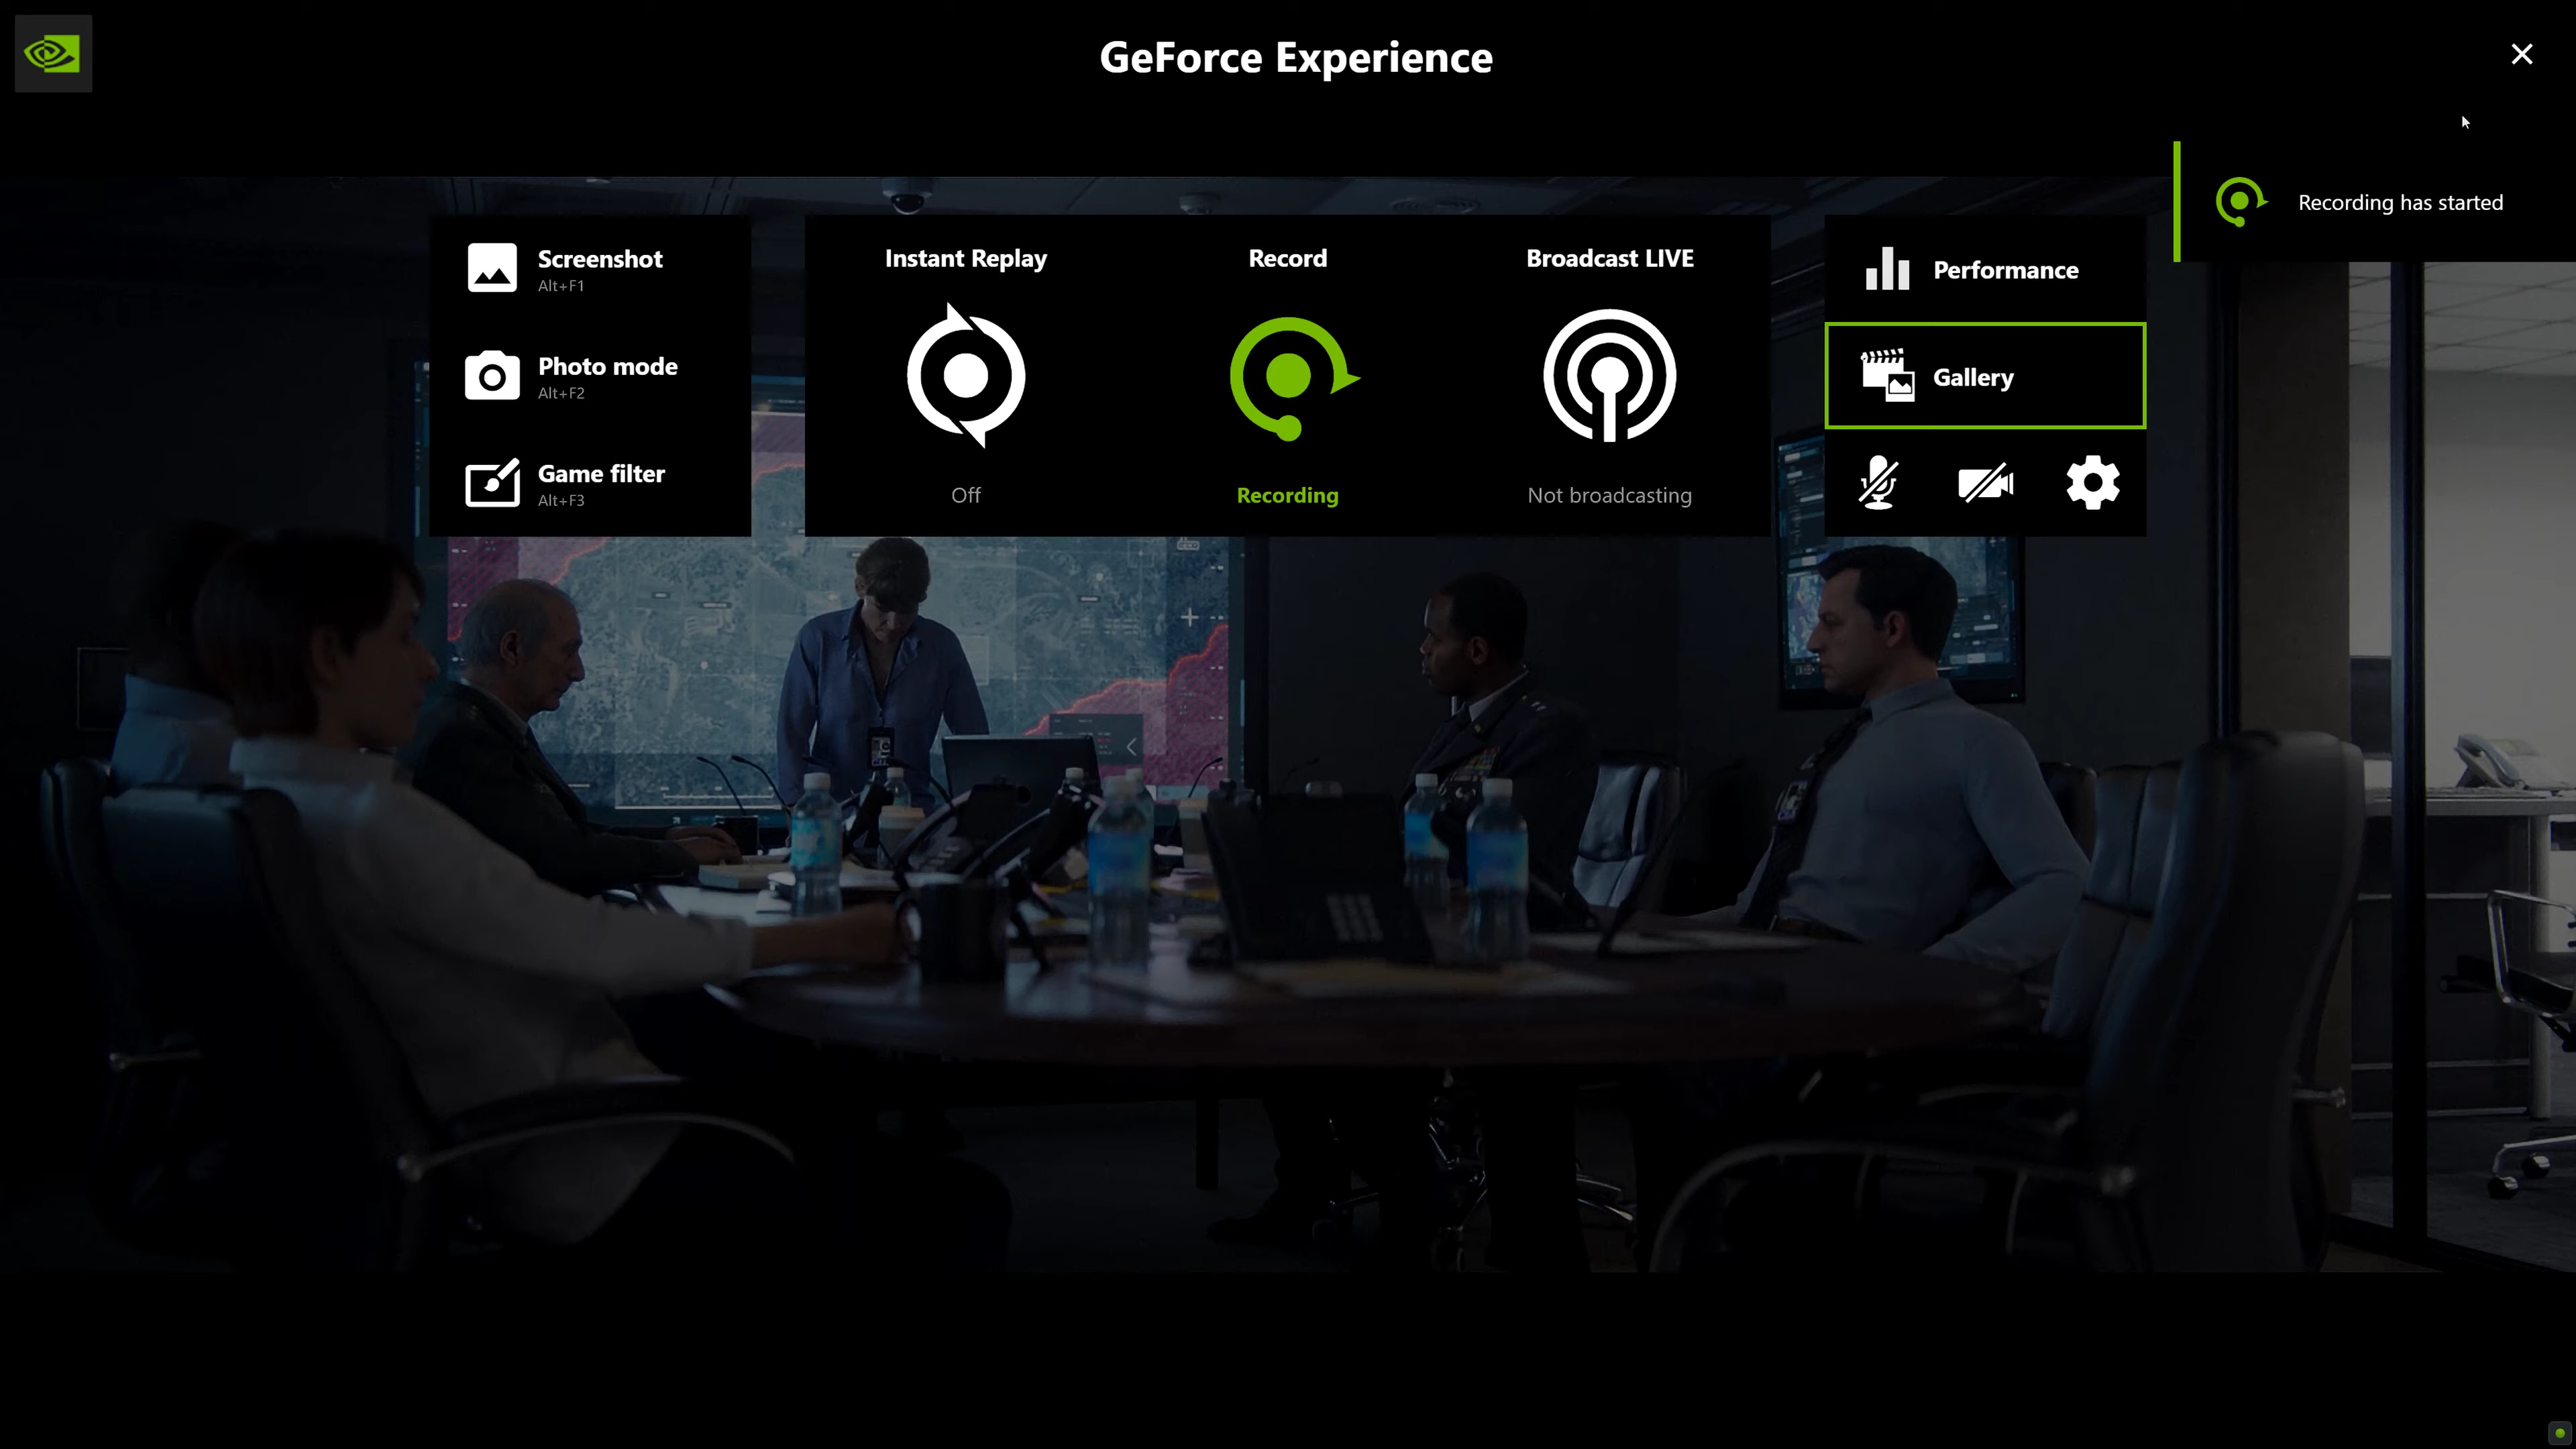 GeForce Experience
Recording has started
Screenshot
Alt+F1
Photo mode
Alt+F2
Game filter
Alt+F3
Instant Replay
Off
Record
Recording
Broadcast LIVE
Not broadcasting
Performance
Gallery